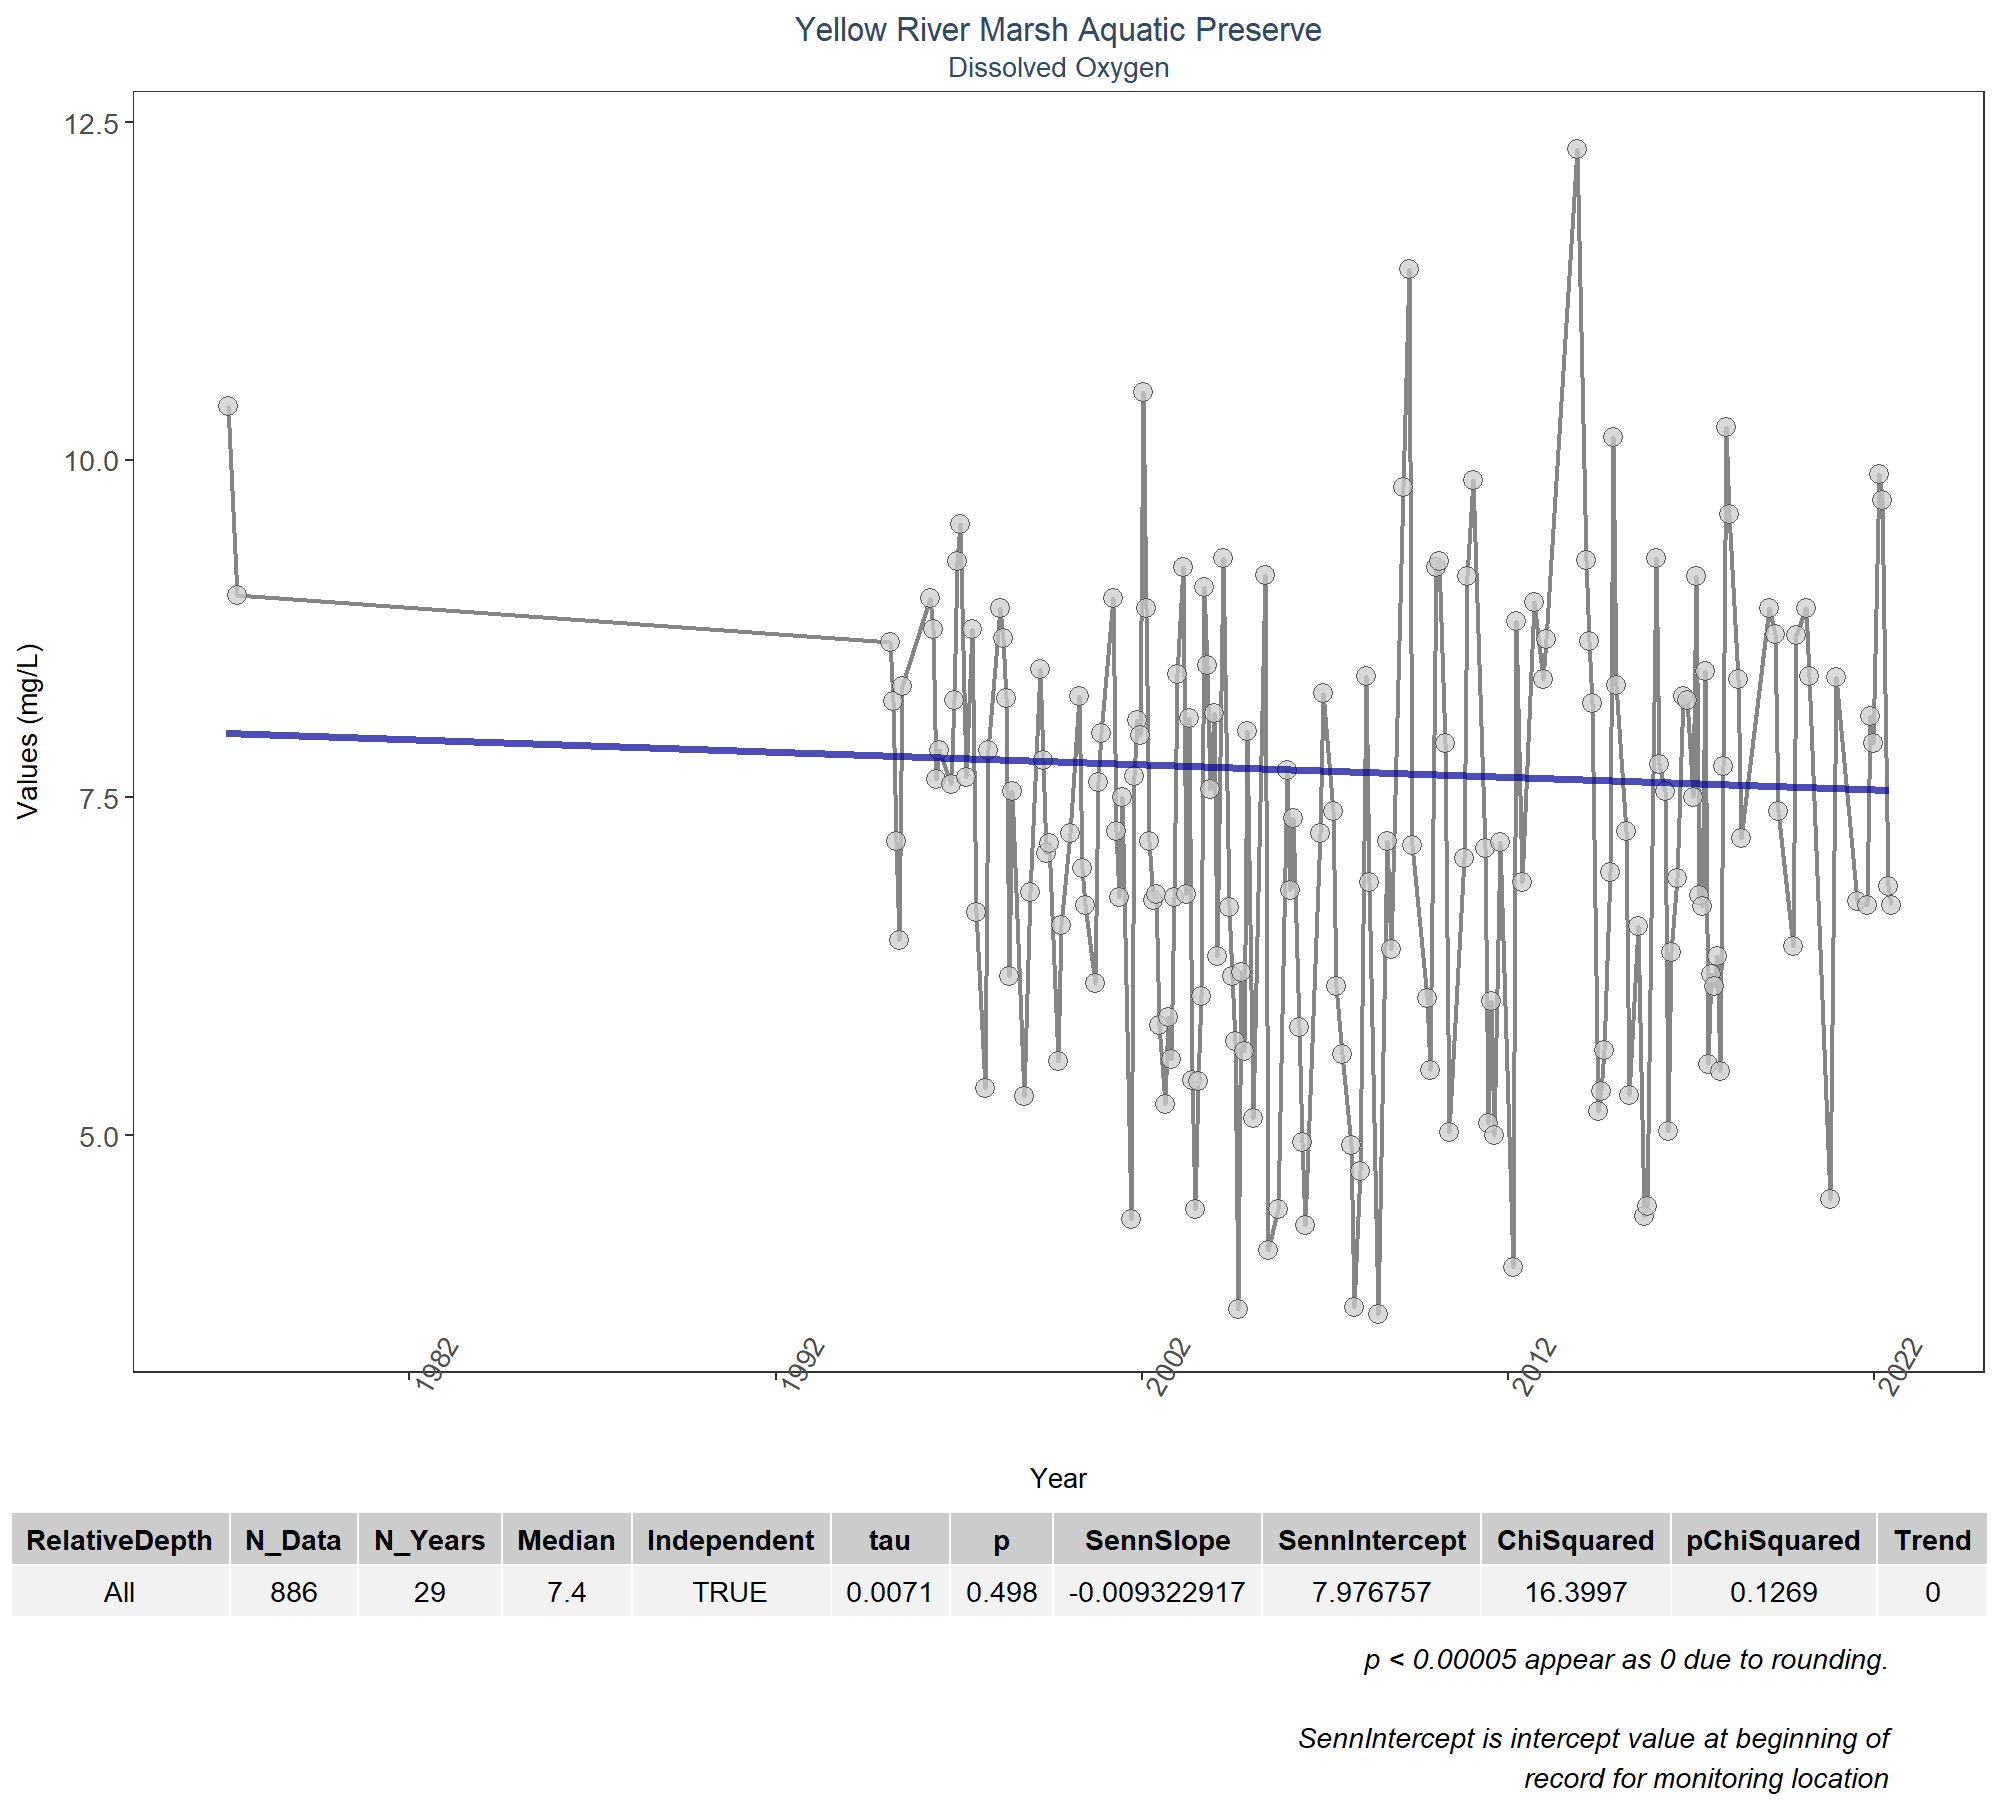 Yellow River Marsh Aquatic Preserve
Dissolved Oxygen
12.5
10.0
7.5
5.0
Values (mg/L)
1982
1992
2002
2012
2022
Year
RelativeDepth N_Data N_Years Median Independent tau p SennSlope SennIntercept ChiSquared pChiSquared Trend
All 886 29 7.4 TRUE 0.0071 0.498 -0.009322917 7.976757 16.3997 0.1269 0
p < 0.00005 appear as 0 due to rounding.
SennIntercept is intercept value at beginning of
record for monitoring location